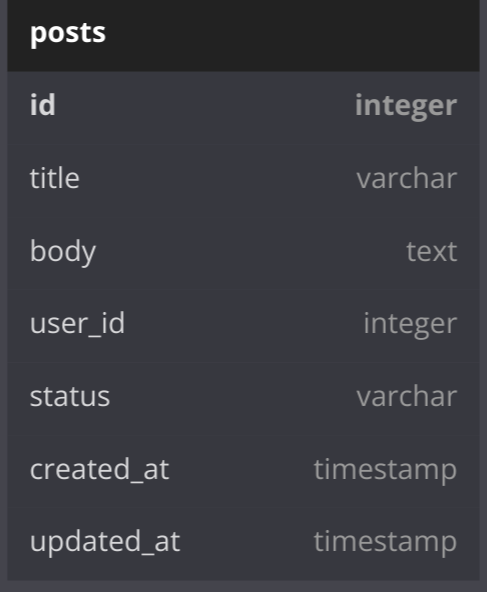 posts
id integer
title varchar
body text
user_id integer
status varchar
created_at timestamp
updated_at timestamp